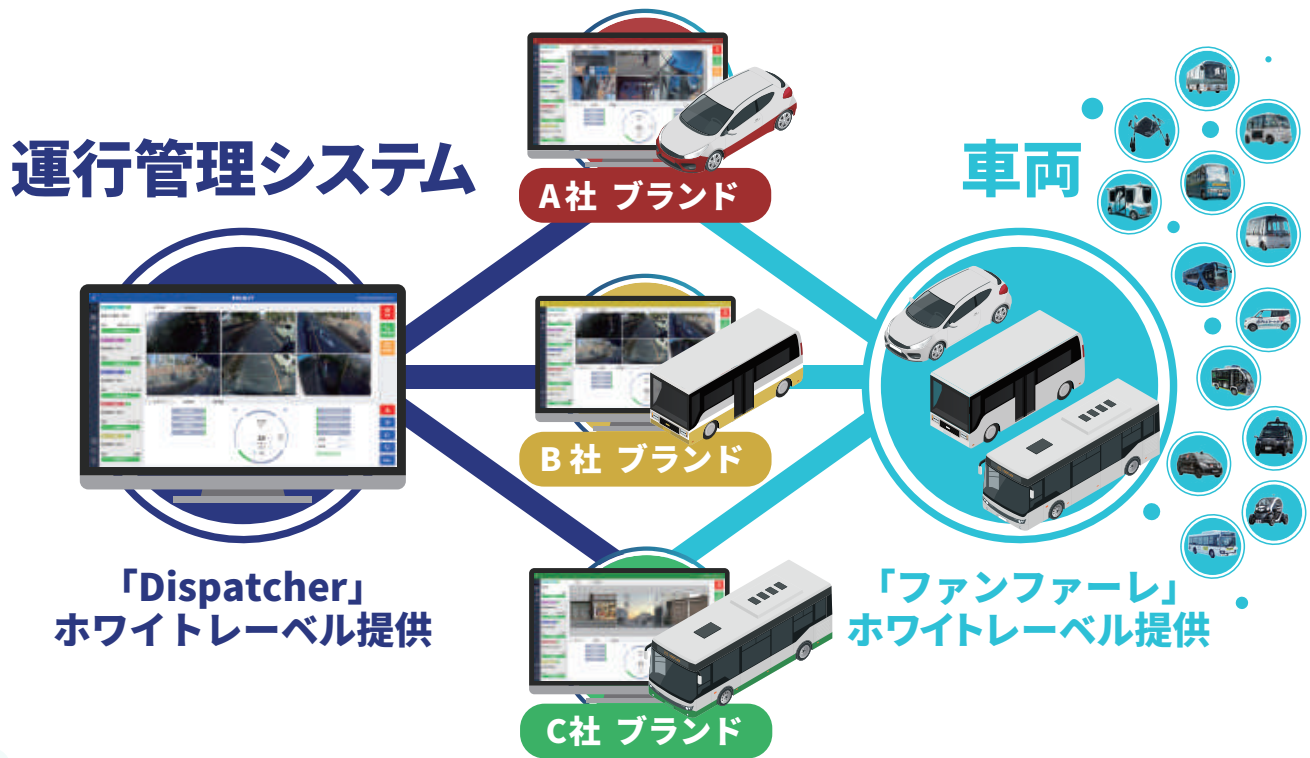 運行管理システム
「Dispatcher」
ホワイトレーベル提供
A社 ブランド
B社 ブランド
C社 ブランド
車両
「ファンファーレ」
ホワイトレーベル提供